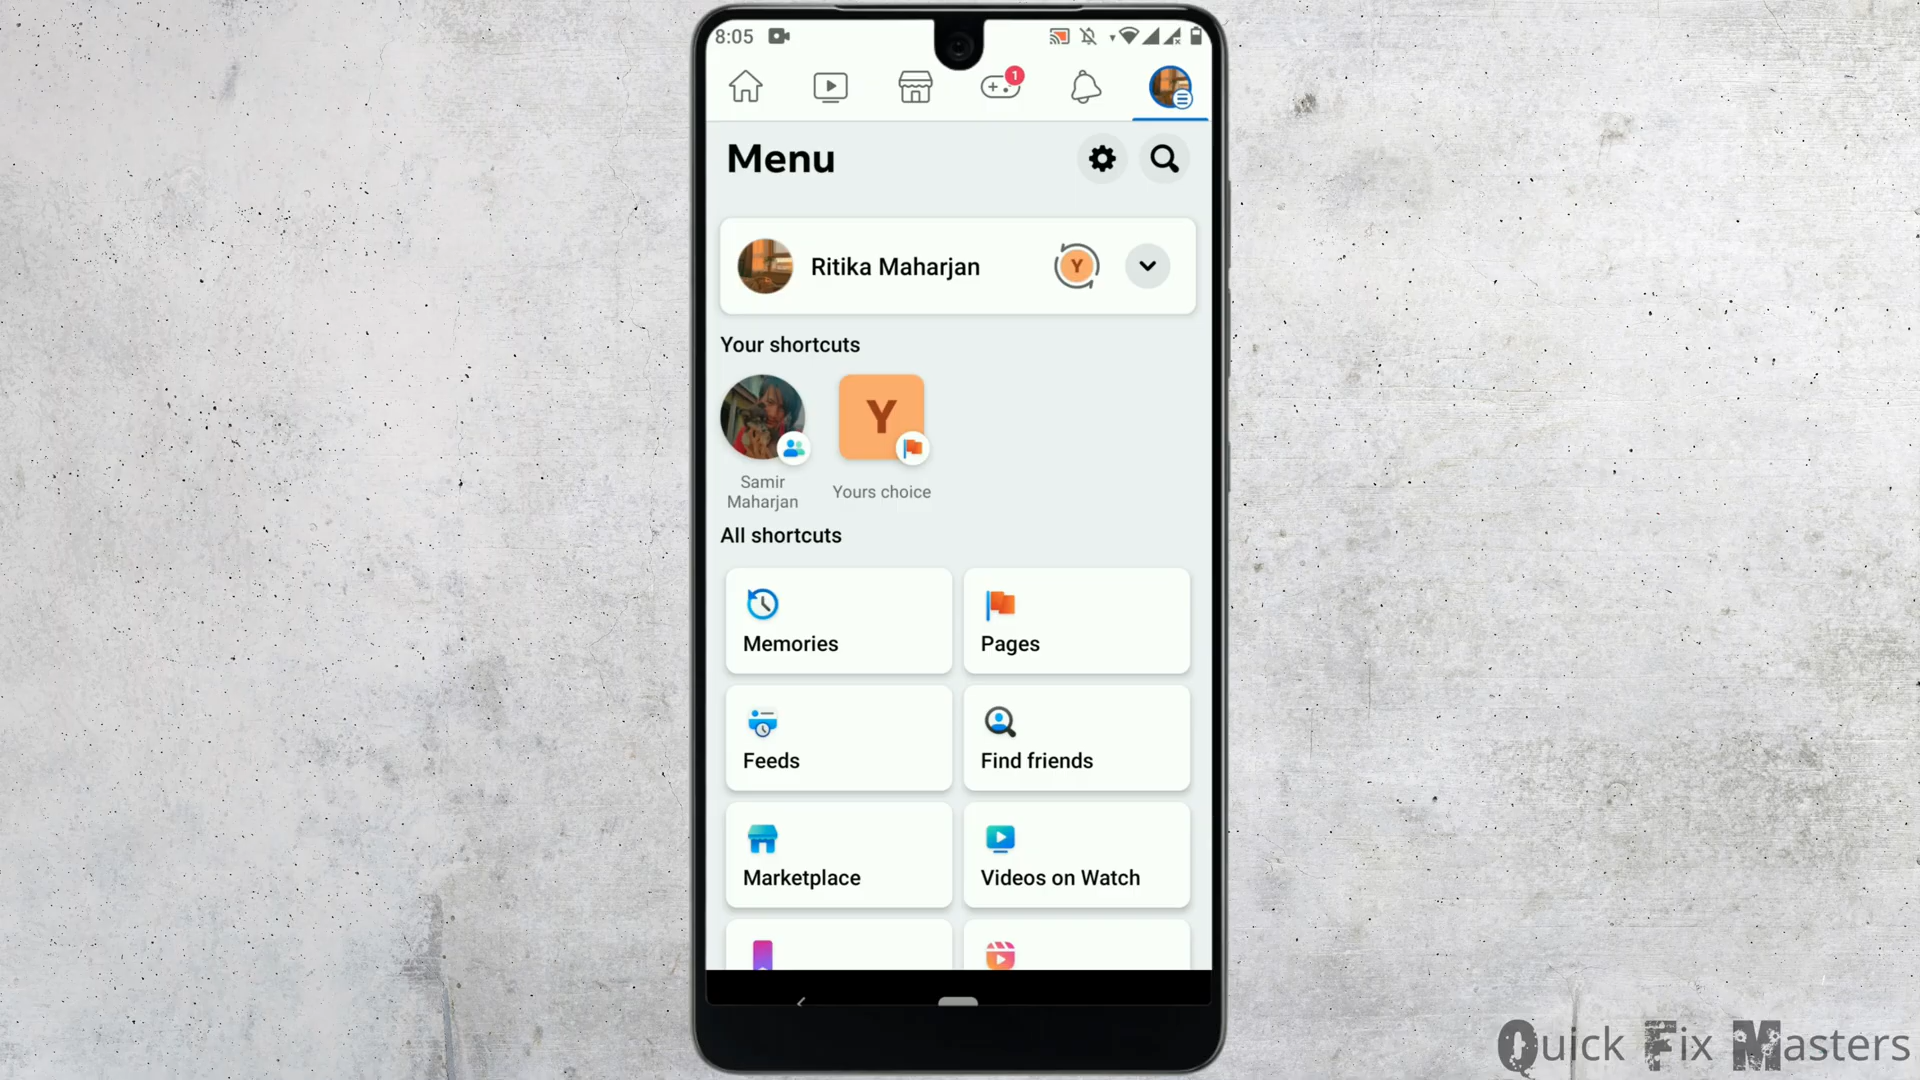 8:05
1
Menu
Ritika Maharjan
Y
Your shortcuts
Y
Samir
Maharjan
Yours choice
All shortcuts
Memories
Pages
Feeds
Find friends
Marketplace
Videos on Watch
Quick Fix Masters